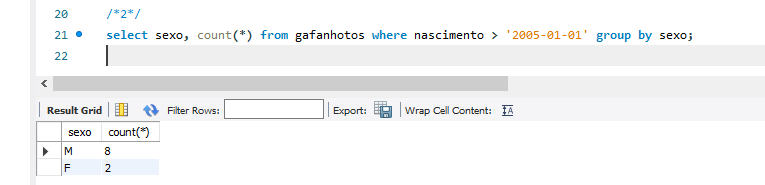 20 /*2*/
21 select sexo, count(*) from gafanhotos where nascimento > '2005-01-01' group by sexo;
22
Result Grid Filter Rows: Export: Wrap Cell Content:
sexo count(*)
M 8
F 2